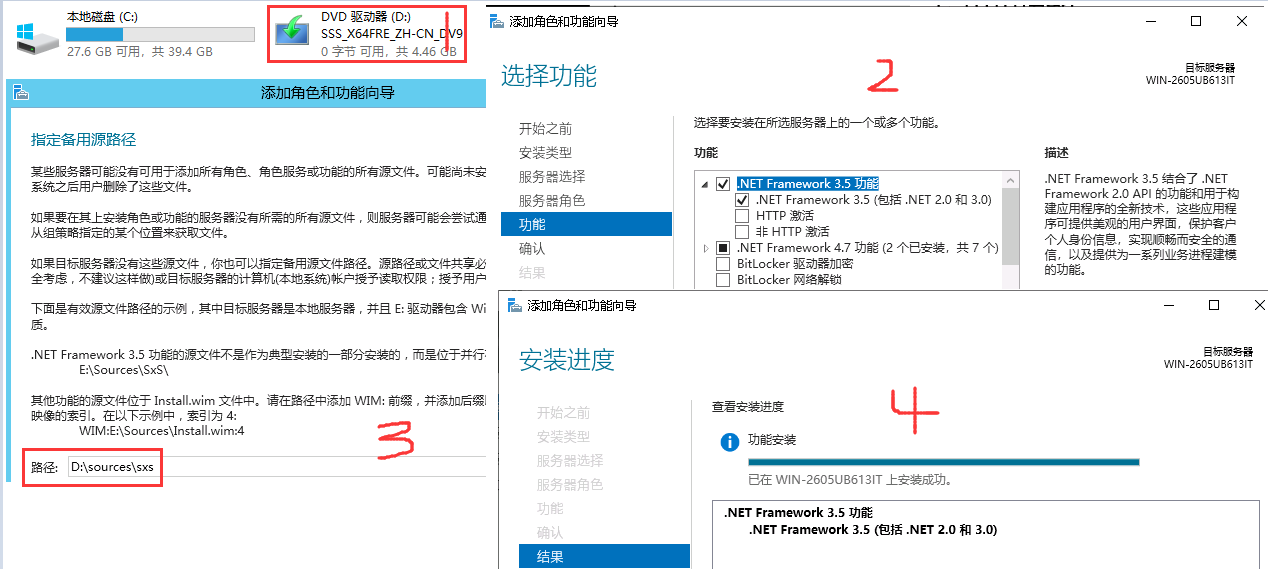 本地磁盘 (C:)
27.6 GB 可用，共 39.4 GB
DVD 驱动器 (D:)
SSS_X64FRE_ZH-CN_DV9
0 字节 可用，共 4.46 GB
1
添加角色和功能向导
指定备用源路径
某些服务器可能没有可用于添加所有角色、角色服务或功能的所有源文件。可能尚未安
系统之后用户删除了这些文件。
如果要在其上安装角色或功能的服务器没有所需的所有源文件，则服务器可能会尝试通
从组策略指定的某个位置来获取文件。
如果目标服务器没有这些源文件，你也可以指定备用源文件路径。源路径或文件共享必
全考虑，不建议这样做)或目标服务器的计算机(本地系统)帐户授予读取权限；授予用户
下面是有效源文件路径的示例，其中目标服务器是本地服务器，并且 E: 驱动器包含 Wi
质。
.NET Framework 3.5 功能的源文件不是作为典型安装的一部分安装的，而是位于并行
E:\Sources\SxS\
其他功能的源文件位于 Install.wim 文件中。请在路径中添加 WIM: 前缀，并添加后缀
映像的索引。在以下示例中，索引为 4:
WIM:E:\Sources\Install.wim:4
3
路径:
D:\sources\sxs
添加角色和功能向导
选择功能
2
目标服务器
WIN-2605UB613IT
开始之前
安装类型
服务器选择
服务器角色
功能
确认
结果
选择要安装在所选服务器上的一个或多个功能。
功能
.NET Framework 3.5 功能
.NET Framework 3.5 (包括 .NET 2.0 和 3.0)
HTTP 激活
非 HTTP 激活
.NET Framework 4.7 功能 (2 个已安装，共 7 个)
BitLocker 驱动器加密
BitLocker 网络解锁
描述
.NET Framework 3.5 结合了 .NET
Framework 2.0 API 的功能和用于构
建应用程序的全新技术，这些应用程
序可提供美观的用户界面，保护客户
个人身份信息，实现顺畅而安全的通
信，以及提供为一系列业务进程建模
的功能。
添加角色和功能向导
安装进度
4
目标服务器
WIN-2605UB613IT
开始之前
安装类型
服务器选择
服务器角色
功能
确认
结果
查看安装进度
功能安装
已在 WIN-2605UB613IT 上安装成功。
.NET Framework 3.5 功能
.NET Framework 3.5 (包括 .NET 2.0 和 3.0)